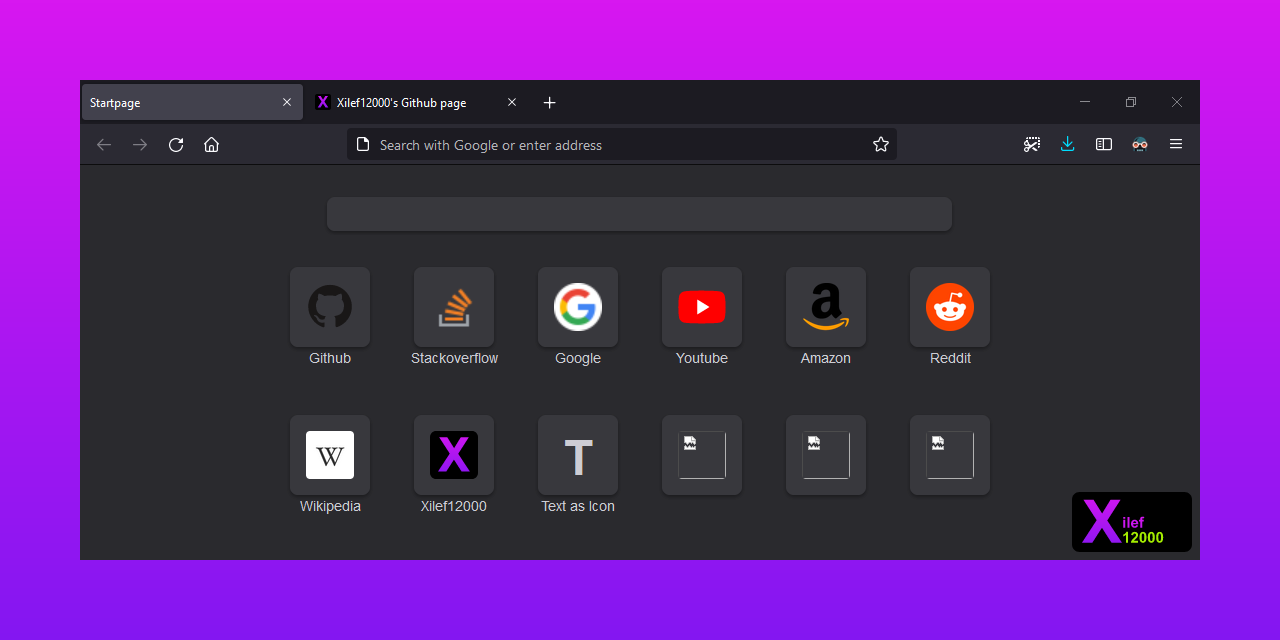 Startpage
X Xilef12000's Github page
Search with Google or enter address
Github Stackoverflow Google Youtube Amazon Reddit
W X T
Wikipedia Xilef12000 Text as Icon
Xilef
12000